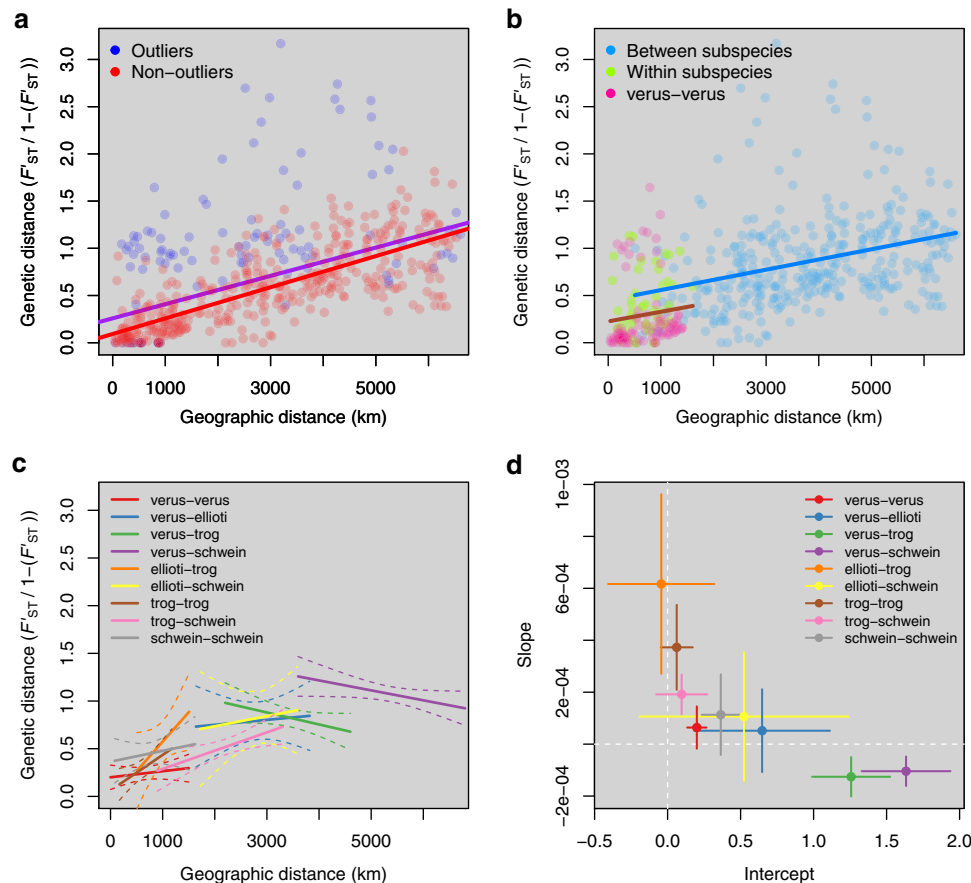 a
Outliers
Non-outliers
Genetic distance (F'ST / 1−(F'ST ))
0.0 0.5 1.0 1.5 2.0 2.5 3.0
0 1000 3000 5000
Geographic distance (km)
b
Between subspecies
Within subspecies
verus−verus
Genetic distance (F'ST / 1−(F'ST ))
0.0 0.5 1.0 1.5 2.0 2.5 3.0
0 1000 3000 5000
Geographic distance (km)
c
verus−verus
verus−ellioti
verus−trog
verus−schwein
ellioti−trog
ellioti−schwein
trog−trog
trog−schwein
schwein−schwein
Genetic distance (F'ST / 1−(F'ST ))
0.0 0.5 1.0 1.5 2.0 2.5 3.0
0 1000 3000 5000
Geographic distance (km)
d
verus−verus
verus−ellioti
verus−trog
verus−schwein
ellioti−trog
ellioti−schwein
trog−trog
trog−schwein
schwein−schwein
Slope
−2e−04 2e−04 6e−04 1e−03
−0.5 0.0 0.5 1.0 1.5 2.0
Intercept